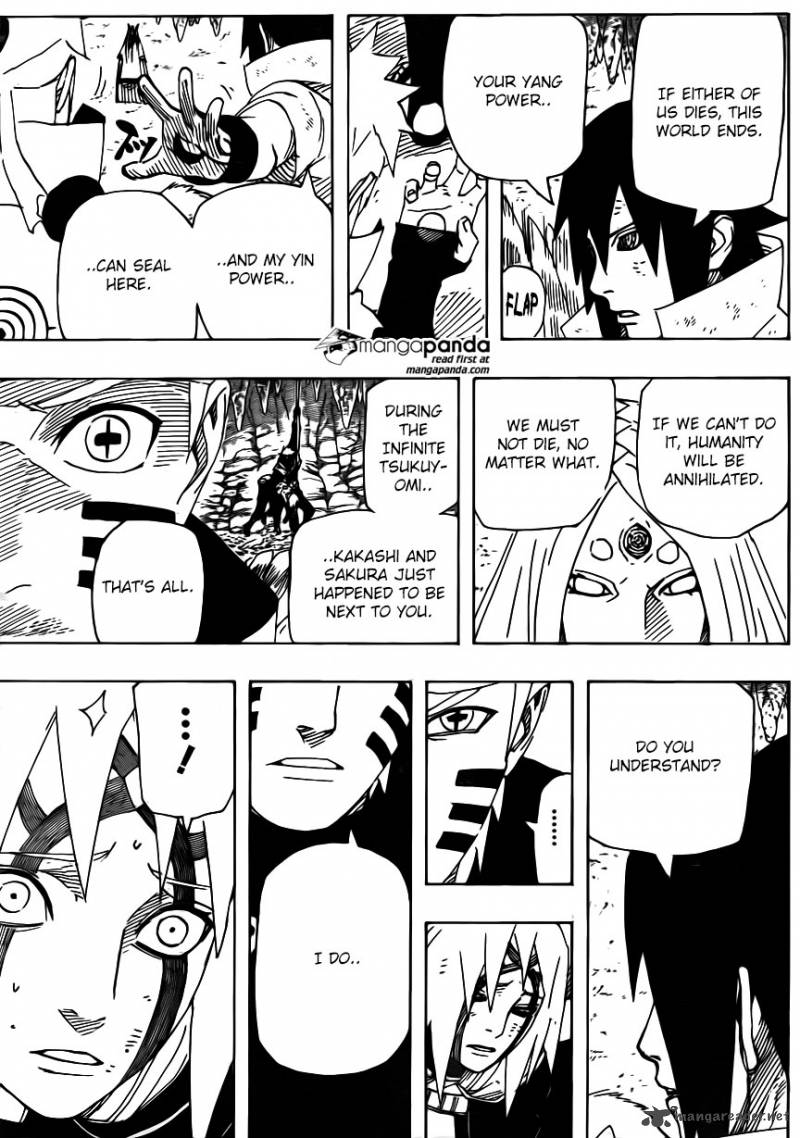 IF EITHER OF
US DIES, THIS
WORLD ENDS.
YOUR YANG
POWER..
FLAP
..AND MY YIN
POWER..
..CAN SEAL
HERE.
mangapanda
read first at
mangapanda.com
IF WE CAN'T DO
IT, HUMANITY
WILL BE
ANNIHILATED.
WE MUST
NOT DIE, NO
MATTER WHAT.
DURING
THE
INFINITE
TSUKUY-
OMI..
..KAKASHI AND
SAKURA JUST
HAPPENED TO BE
NEXT TO YOU.
THAT'S ALL.
DO YOU
UNDERSTAND?
........
I DO..
...!
mangareader.net